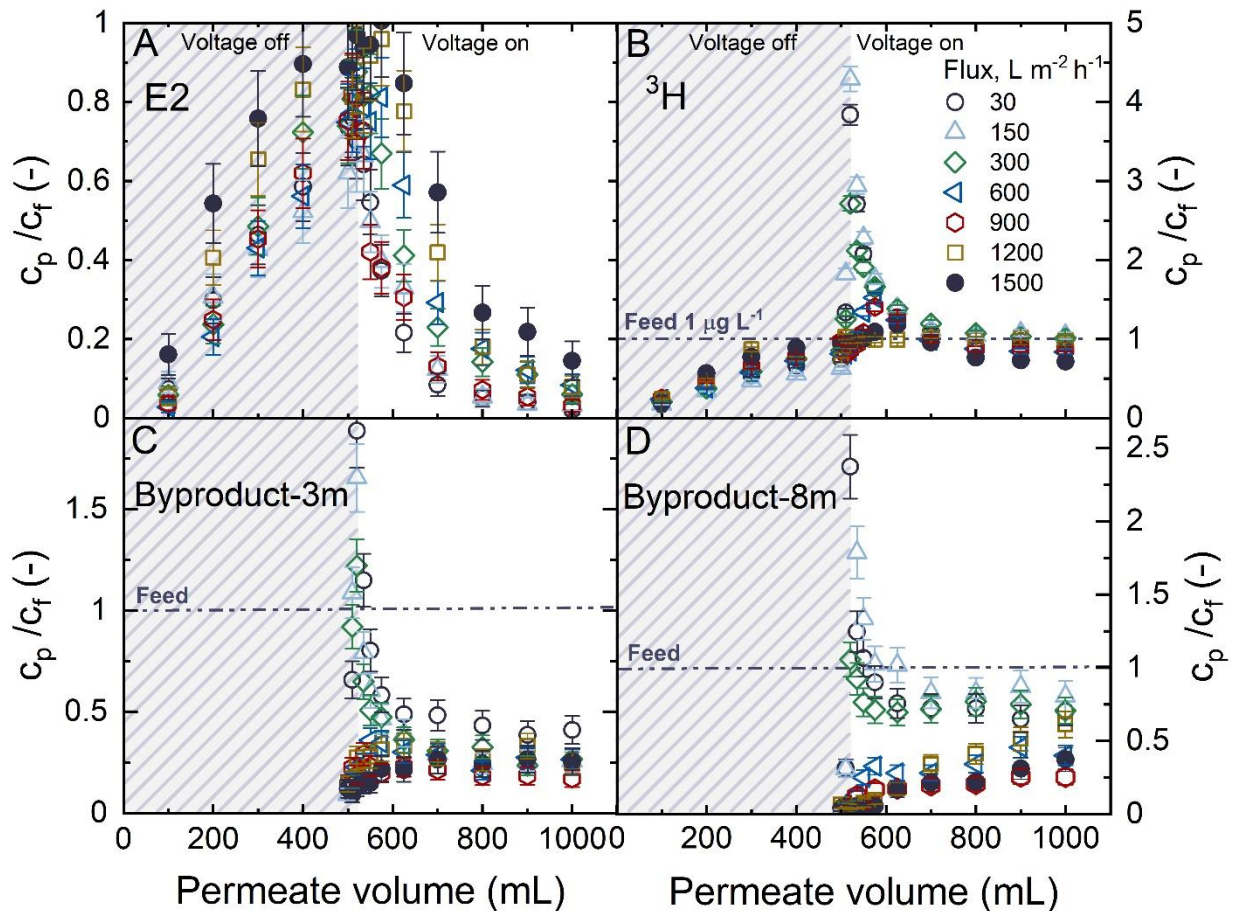 A
Voltage off
Voltage on
E2
1
0.8
0.6
0.4
0.2
0
c_p /c_f (-)
B
Voltage off
Voltage on
³H
Flux, L m⁻² h⁻¹
30
150
300
600
900
1200
1500
Feed 1 μg L⁻¹
5
4
3
2
1
0
c_p /c_f (-)
C
Byproduct-3m
Feed
1.5
1
0.5
0
c_p /c_f (-)
0 200 400 600 800 1000
Permeate volume (mL)
D
Byproduct-8m
Feed
2.5
2.0
1.5
1
0.5
0
c_p /c_f (-)
200 400 600 800 1000
Permeate volume (mL)